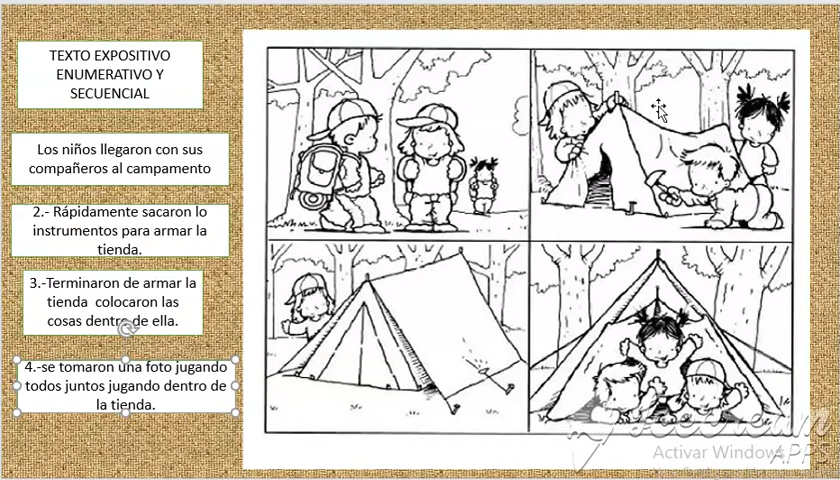 TEXTO EXPOSITIVO
ENUMERATIVO Y
SECUENCIAL
Los niños llegaron con sus
compañeros al campamento
2.- Rápidamente sacaron lo
instrumentos para armar la
tienda.
3.-Terminaron de armar la
tienda colocaron las
cosas dentro de ella.
4.-se tomaron una foto jugando
todos juntos jugando dentro de
la tienda.
IceCream
APPS
Activar Windows